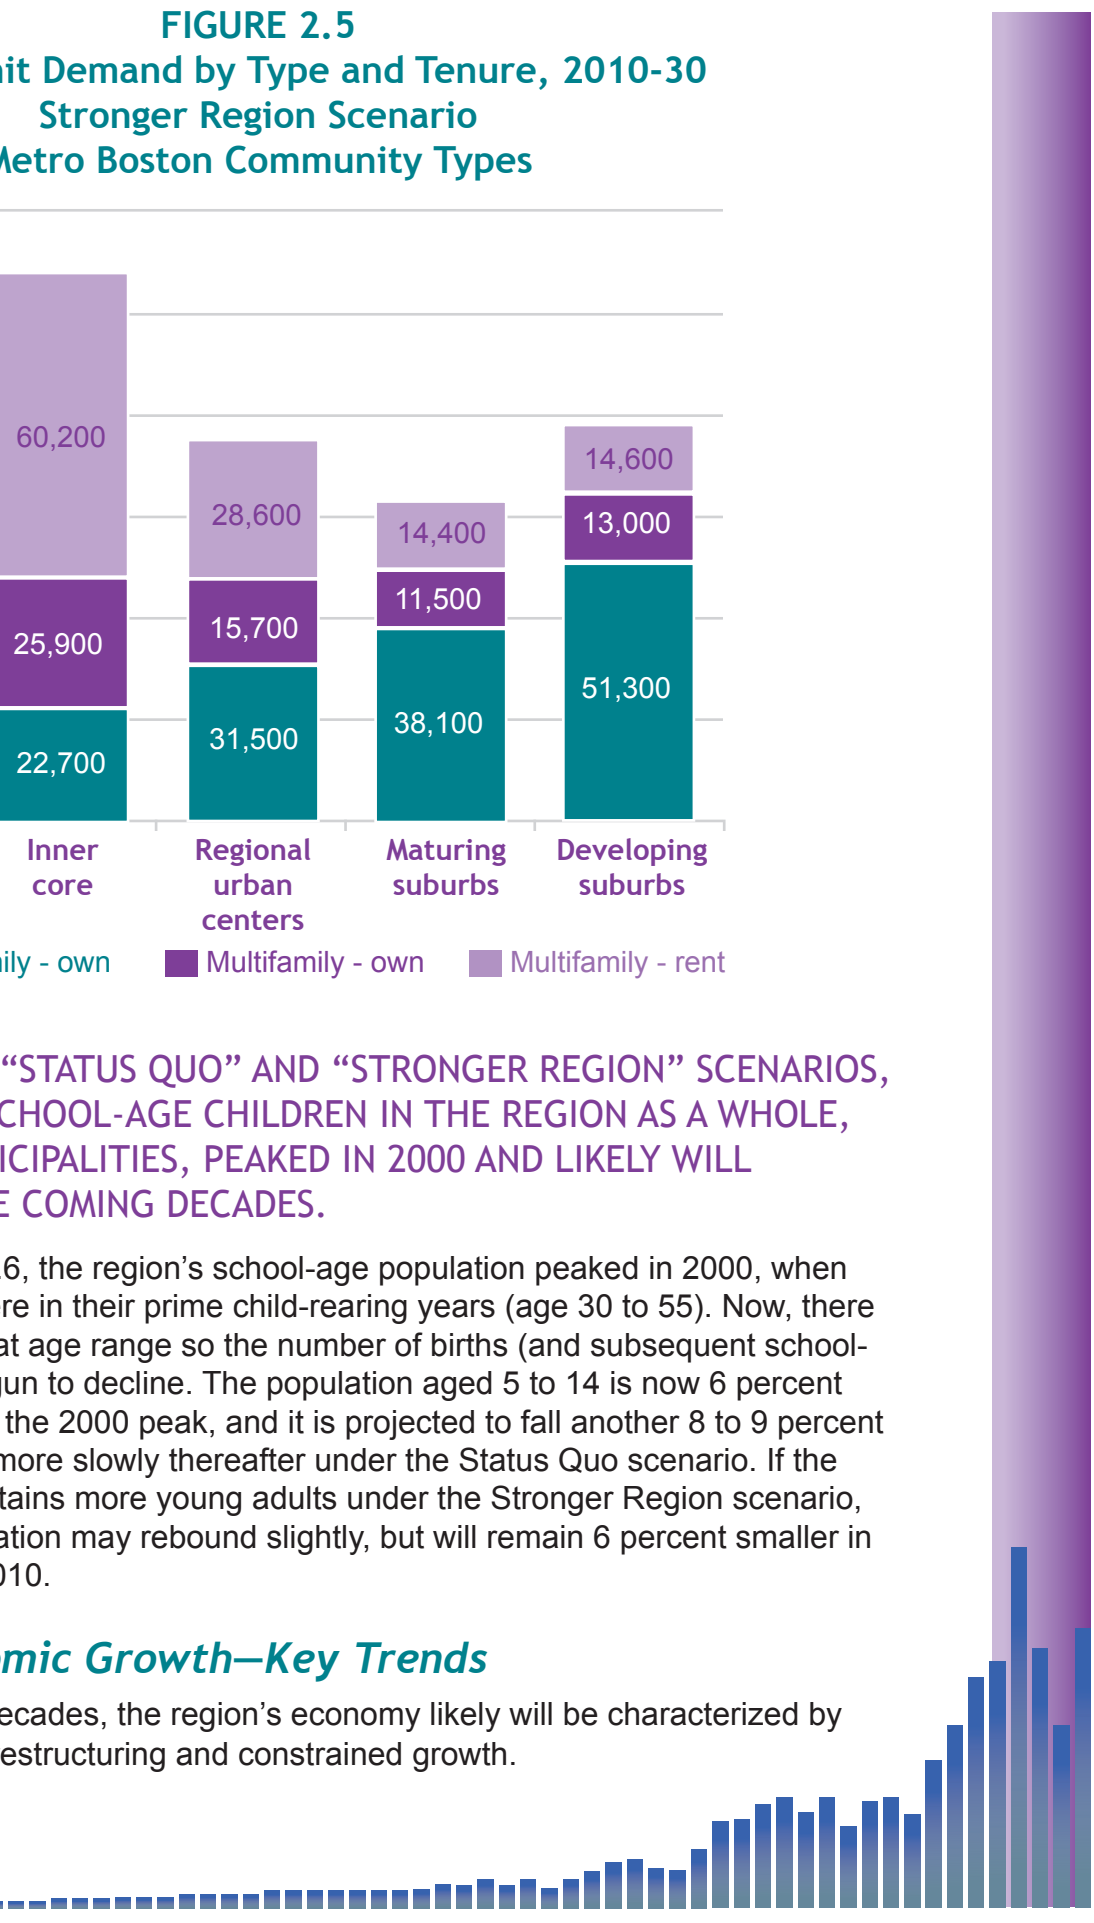 FIGURE 2.5
nit Demand by Type and Tenure, 2010-30
Stronger Region Scenario
Metro Boston Community Types
60,200
28,600
14,400
14,600
25,900
15,700
11,500
13,000
22,700
31,500
38,100
51,300
Inner core
Regional urban centers
Maturing suburbs
Developing suburbs
ily - own
Multifamily - own
Multifamily - rent
“STATUS QUO” AND “STRONGER REGION” SCENARIOS,
CHOOL-AGE CHILDREN IN THE REGION AS A WHOLE,
ICIPALITIES, PEAKED IN 2000 AND LIKELY WILL
E COMING DECADES.
.6, the region’s school-age population peaked in 2000, when
ere in their prime child-rearing years (age 30 to 55). Now, there
at age range so the number of births (and subsequent school-
gun to decline. The population aged 5 to 14 is now 6 percent
the 2000 peak, and it is projected to fall another 8 to 9 percent
more slowly thereafter under the Status Quo scenario. If the
tains more young adults under the Stronger Region scenario,
ation may rebound slightly, but will remain 6 percent smaller in
010.
omic Growth—Key Trends
ecades, the region’s economy likely will be characterized by
estructuring and constrained growth.